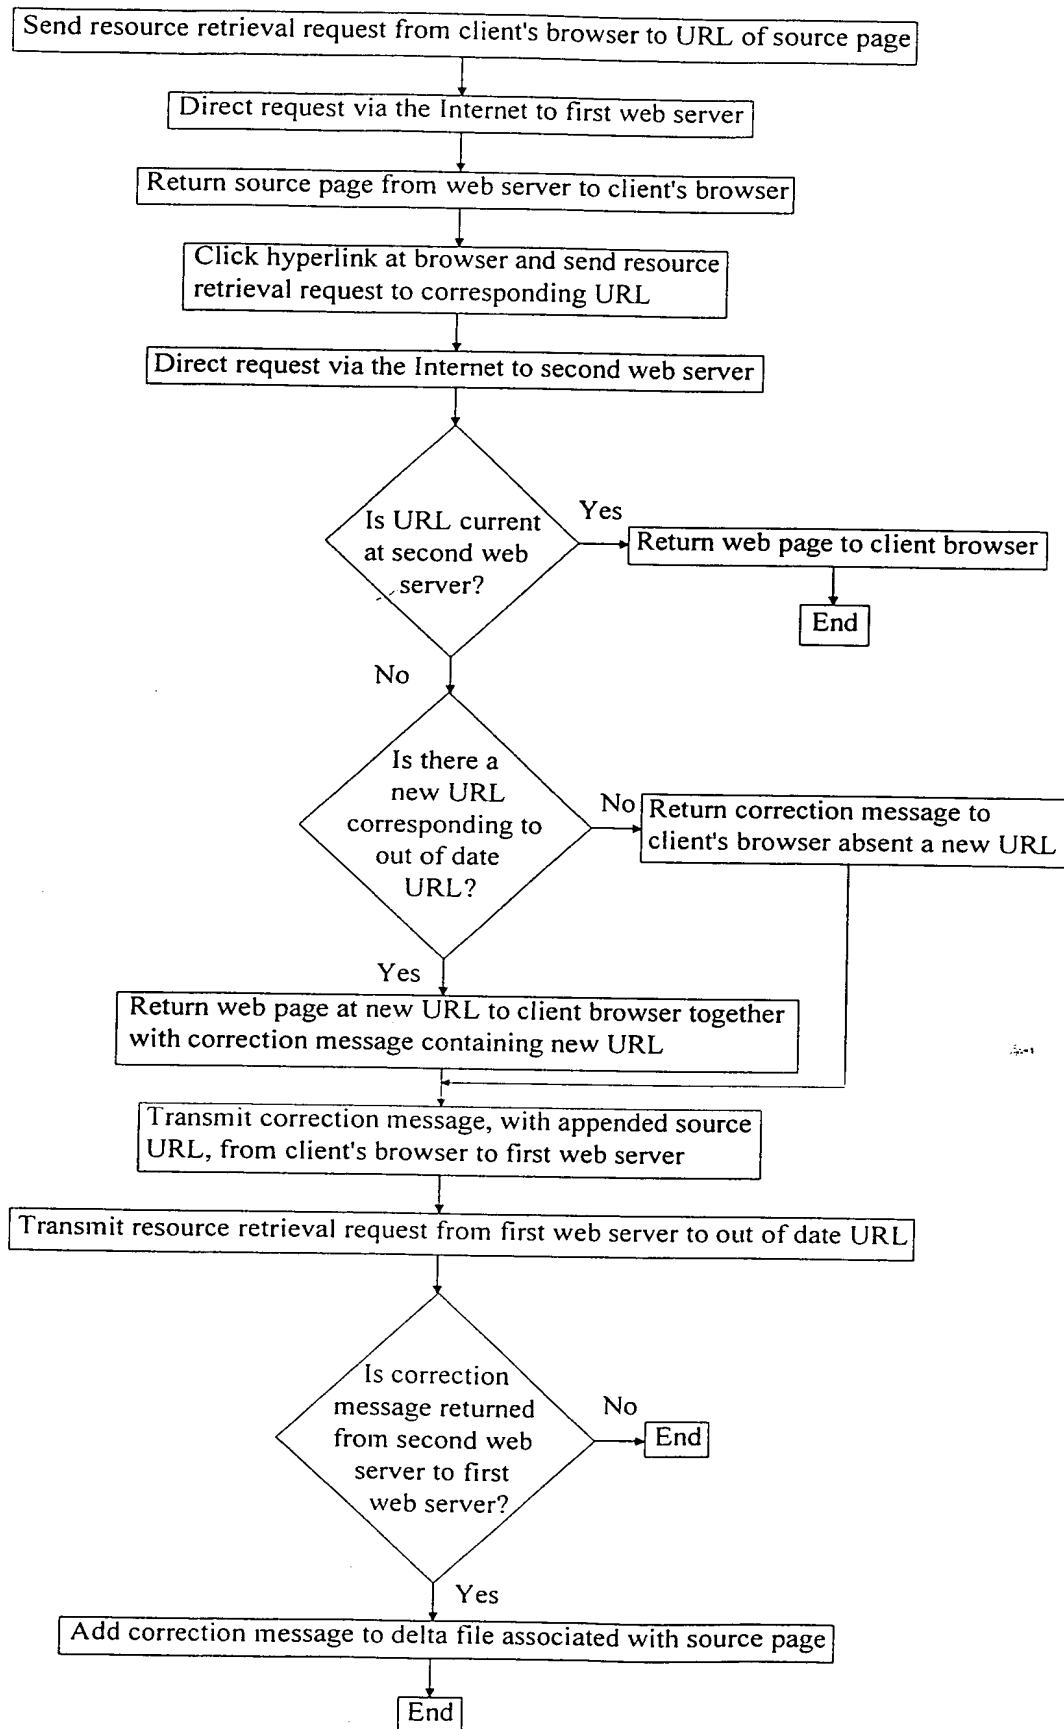 Send resource retrieval request from client's browser to URL of source page
Direct request via the Internet to first web server
Return source page from web server to client's browser
Click hyperlink at browser and send resource
retrieval request to corresponding URL
Direct request via the Internet to second web server
Is URL current
at second web
server?
Yes
Return web page to client browser
End
No
Is there a
new URL
corresponding to
out of date
URL?
No
Return correction message to
client's browser absent a new URL
Yes
Return web page at new URL to client browser together
with correction message containing new URL
Transmit correction message, with appended source
URL, from client's browser to first web server
Transmit resource retrieval request from first web server to out of date URL
Is correction
message returned
from second web
server to first
web server?
No
End
Yes
Add correction message to delta file associated with source page
End